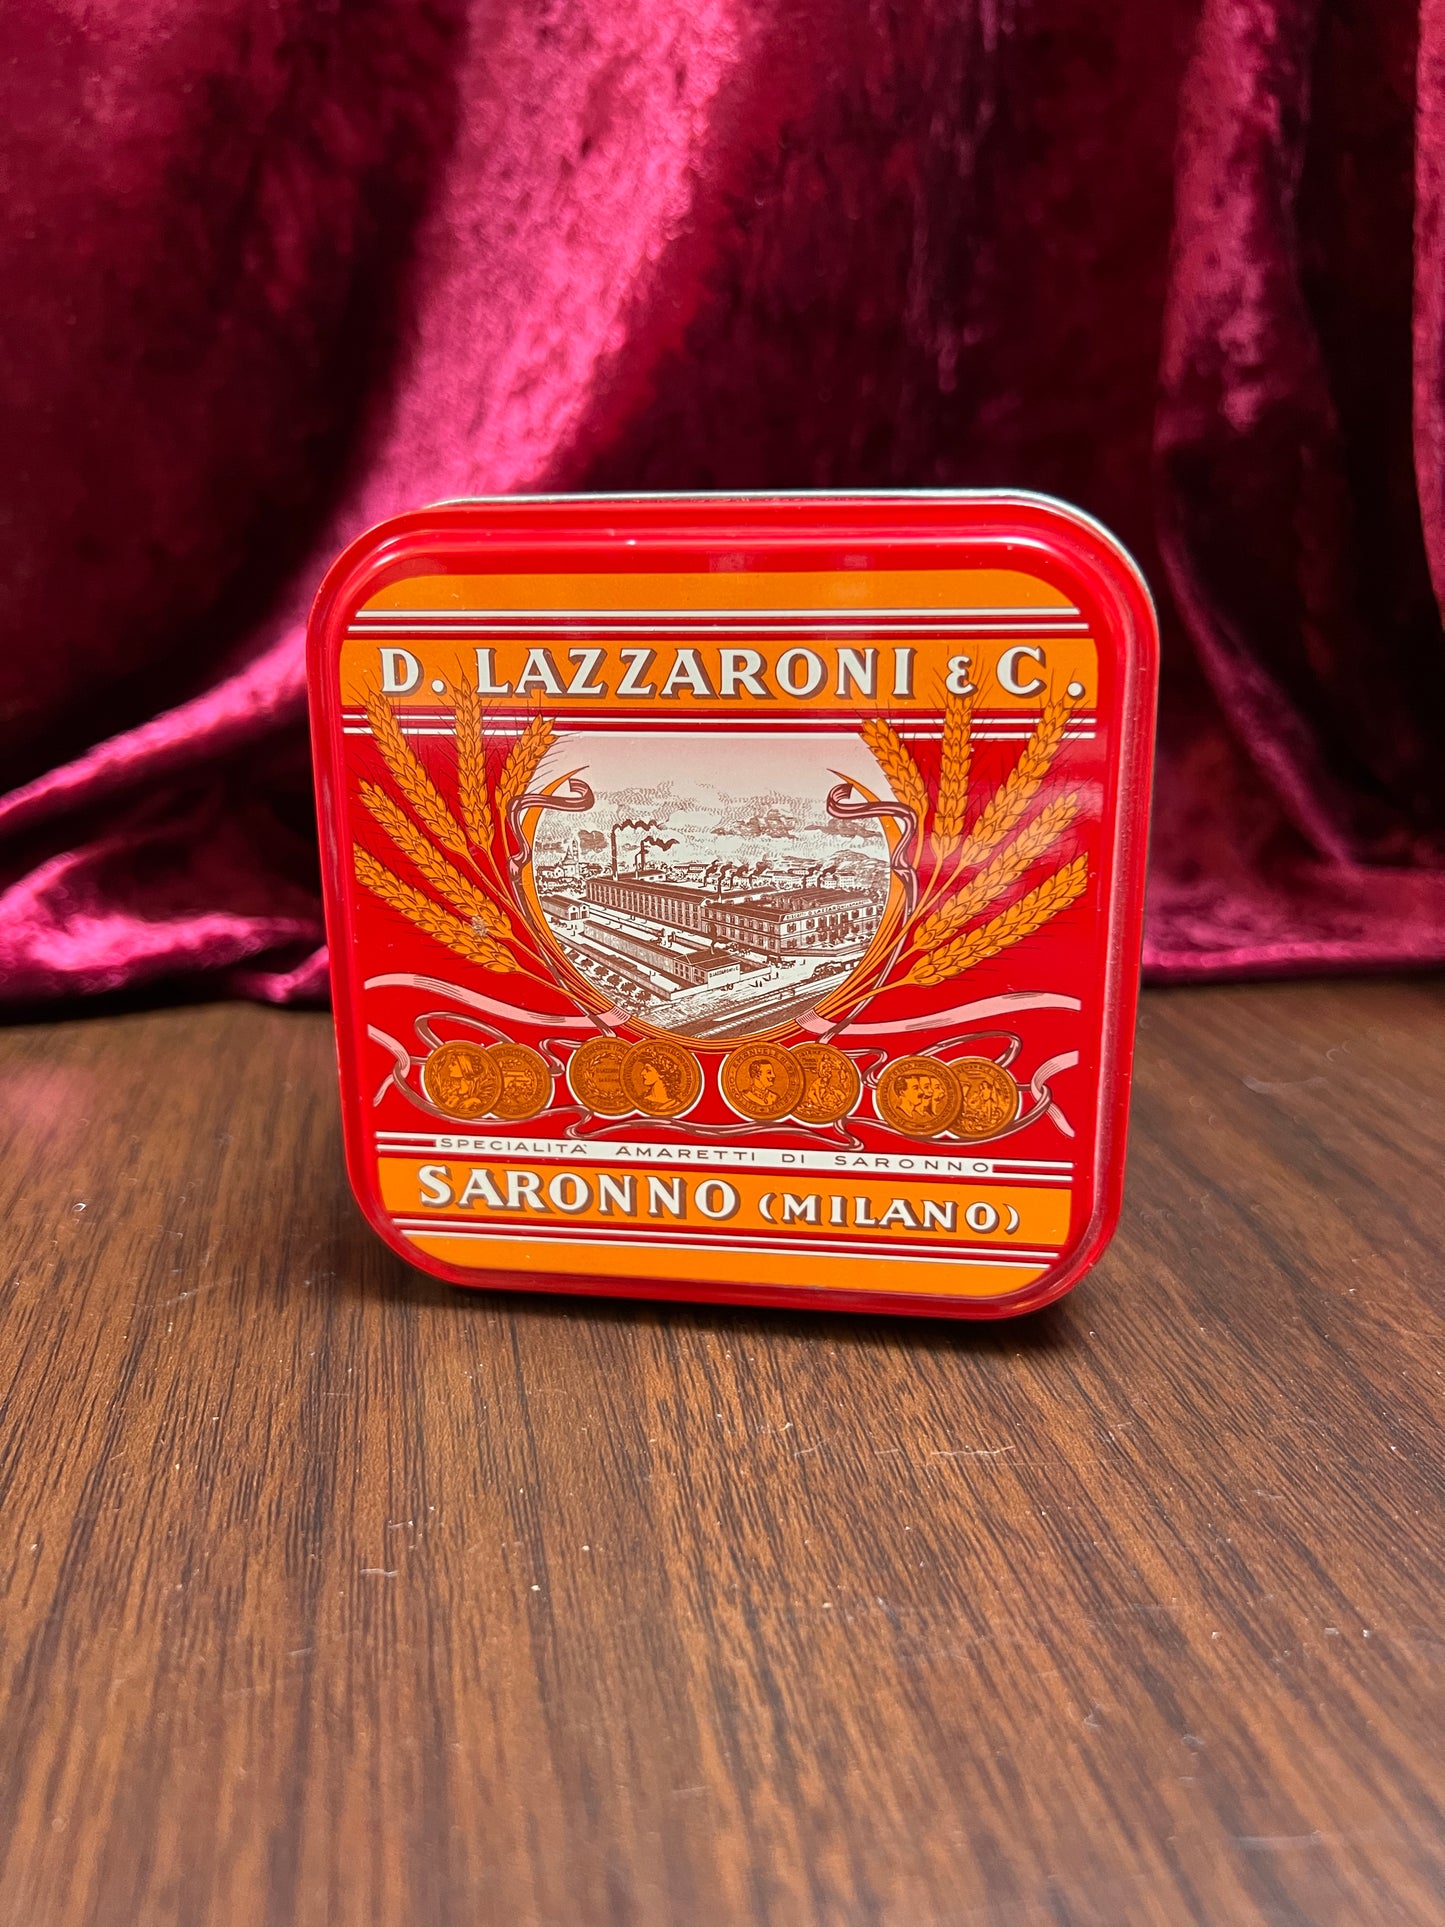 D. LAZZARONI & C.
SPECIALITÀ AMARETTI DI SARONNO
SARONNO (MILANO)